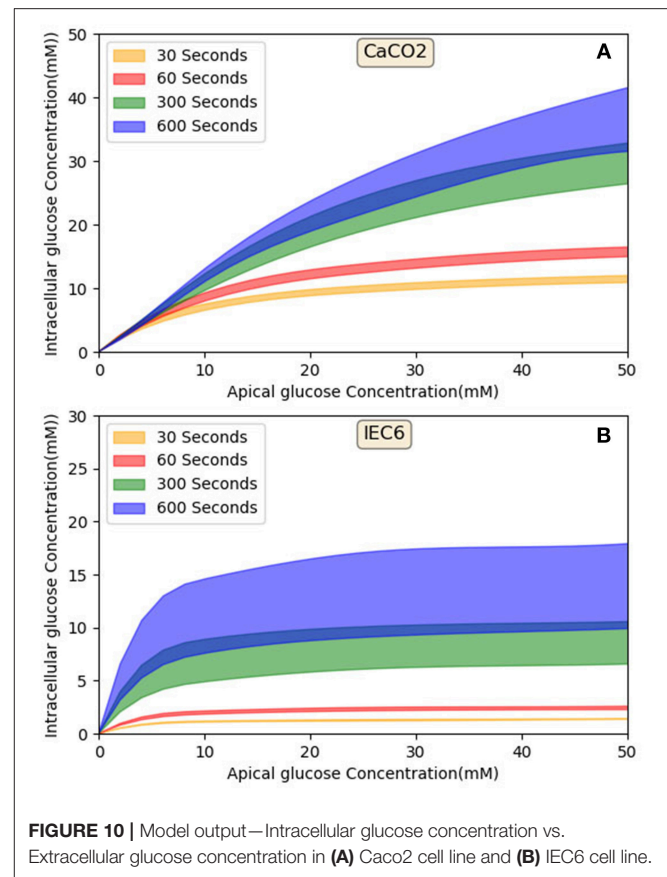 50
CaCO2
A
30 Seconds
60 Seconds
300 Seconds
600 Seconds
40
30
20
10
0
Intracellular glucose Concentration(mM))
0 10 20 30 40 50
Apical glucose Concentration(mM)
30
IEC6
B
30 Seconds
60 Seconds
300 Seconds
600 Seconds
25
20
15
10
5
0
Intracellular glucose Concentration(mM))
0 10 20 30 40 50
Apical glucose Concentration(mM)
FIGURE 10 | Model output—Intracellular glucose concentration vs.
Extracellular glucose concentration in (A) Caco2 cell line and (B) IEC6 cell line.